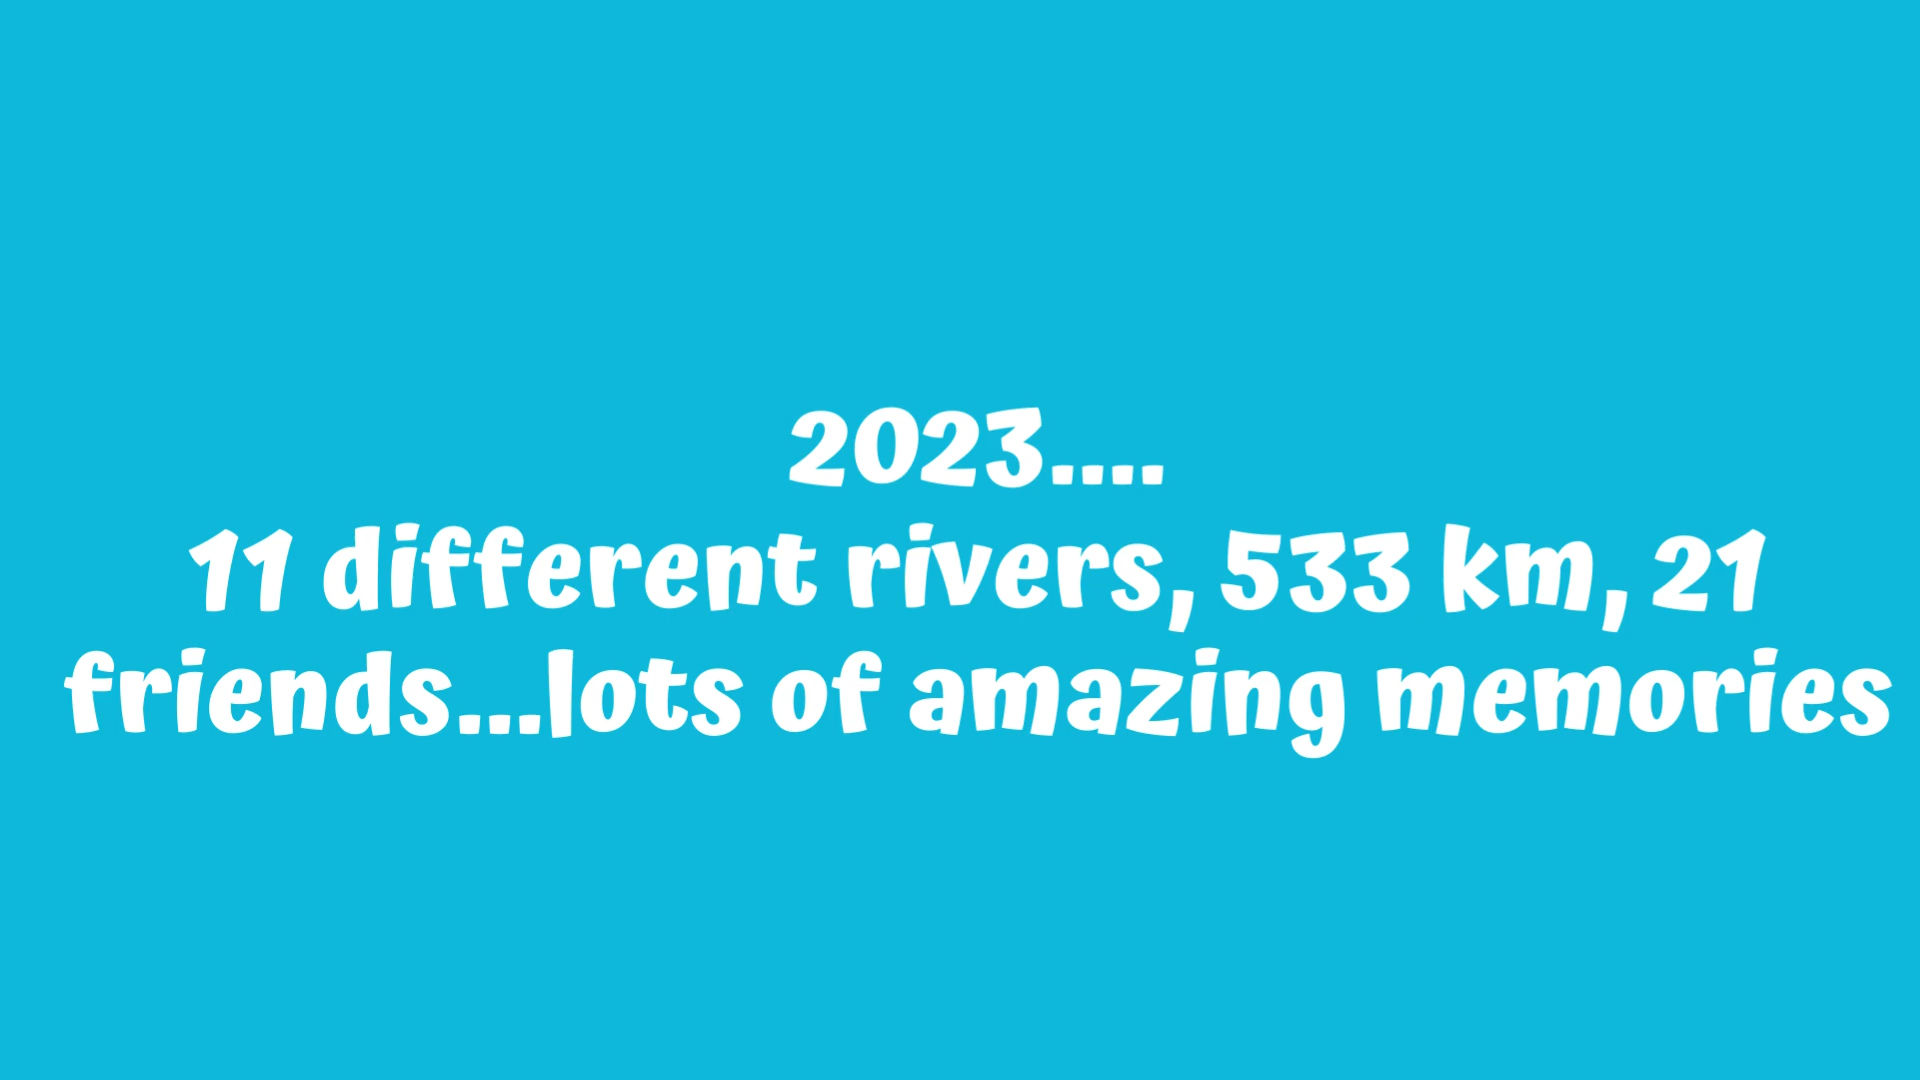 2023....
11 different rivers, 533 km, 21
friends...lots of amazing memories